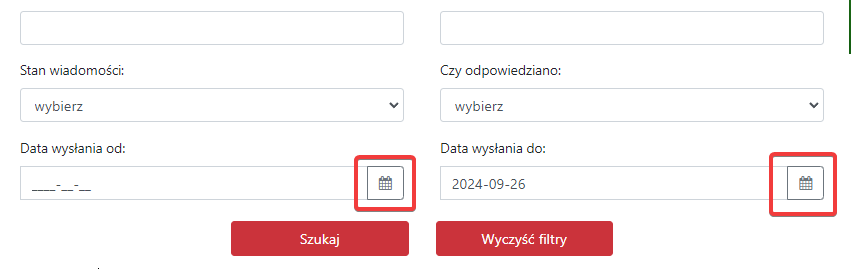 Stan wiadomości: Czy odpowiedziano:
wybierz wybierz
Data wysłania od: Data wysłania do:
____-__-__ 2024-09-26
Szukaj Wyczyść filtry